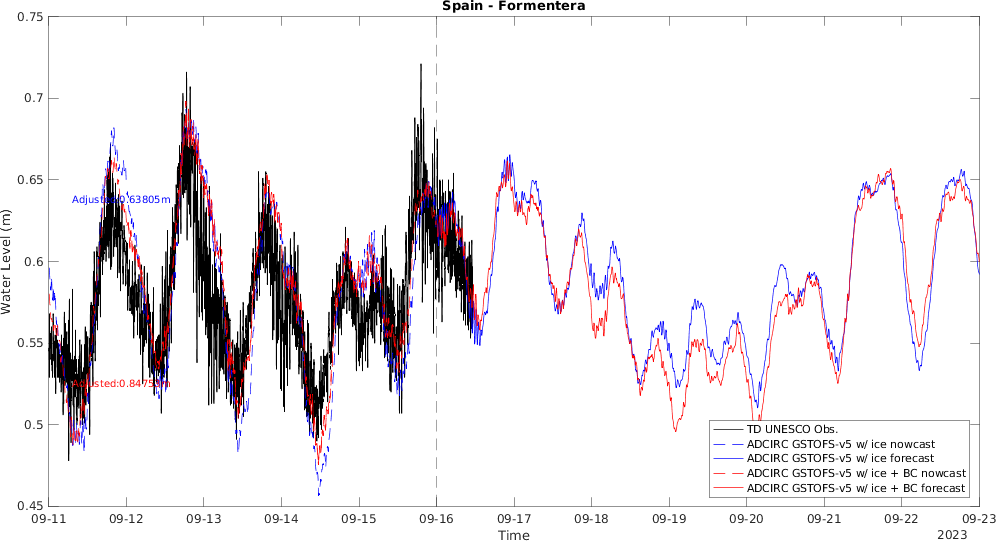 Spain - Formentera
0.75
0.7
0.65
0.6
0.55
0.5
0.45
Water Level (m)
Adjusted:0.63805m
TD UNESCO Obs.
ADCIRC GSTOFS-v5 w/ ice nowcast
ADCIRC GSTOFS-v5 w/ ice forecast
ADCIRC GSTOFS-v5 w/ ice + BC nowcast
ADCIRC GSTOFS-v5 w/ ice + BC forecast
09-11 09-12 09-13 09-14 09-15 09-16 09-17 09-18 09-19 09-20 09-21 09-22 09-23
Time
2023